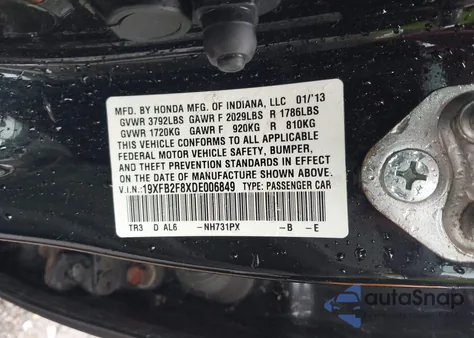 MFD. BY HONDA MFG. OF INDIANA, LLC 01/'13
GVWR 3792LBS GAWR F 2029LBS R 1786LBS
GVWR 1720KG GAWR F 920KG R 810KG
THIS VEHICLE CONFORMS TO ALL APPLICABLE
FEDERAL MOTOR VEHICLE SAFETY, BUMPER,
AND THEFT PREVENTION STANDARDS IN EFFECT
ON THE DATE OF MANUFACTURE SHOWN ABOVE.
V.I.N.:19XFB2F8XDE006849 TYPE: PASSENGER CAR
TR3 D AL6 -NH731PX -B -E
autoSnap